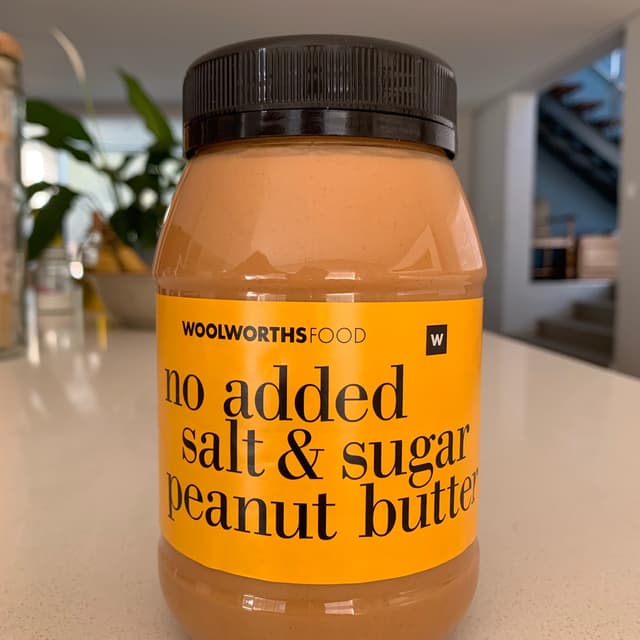 WOOLWORTHSFOOD
W
no added
salt & sugar
peanut butter